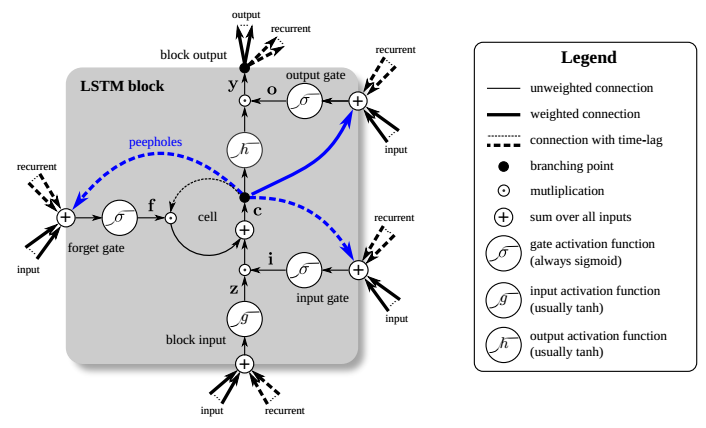 output
recurrent
block output
recurrent
LSTM block
y
o
output gate
σ
input
h
peepholes
recurrent
f
σ
cell
c
forget gate
input
recurrent
i
σ
z
input gate
input
g
block input
input
recurrent
Legend
unweighted connection
weighted connection
connection with time-lag
branching point
mutliplication
sum over all inputs
σ
gate activation function
(always sigmoid)
g
input activation function
(usually tanh)
h
output activation function
(usually tanh)